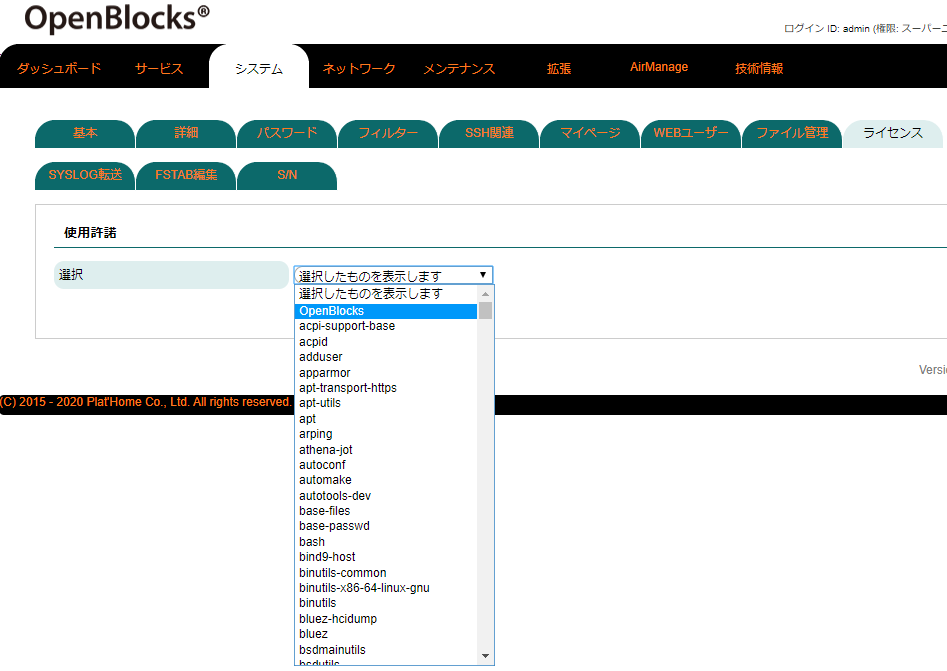 OpenBlocks®
ログイン ID: admin (権限: スーパーユ
ダッシュボード サービス システム ネットワーク メンテナンス 拡張 AirManage 技術情報
基本 詳細 パスワード フィルター SSH関連 マイページ WEBユーザー ファイル管理 ライセンス
SYSLOG転送 FSTAB編集 S/N
使用許諾
選択 選択したものを表示します ▼
選択したものを表示します
OpenBlocks
acpi-support-base
acpid
adduser
apparmor
apt-transport-https
apt-utils
apt
arping
athena-jot
autoconf
automake
autotools-dev
base-files
base-passwd
bash
bind9-host
binutils-common
binutils-x86-64-linux-gnu
binutils
bluez-hcidump
bluez
bsdmainutils
bsdutils
Versi
(C) 2015 - 2020 Plat'Home Co., Ltd. All rights reserved.